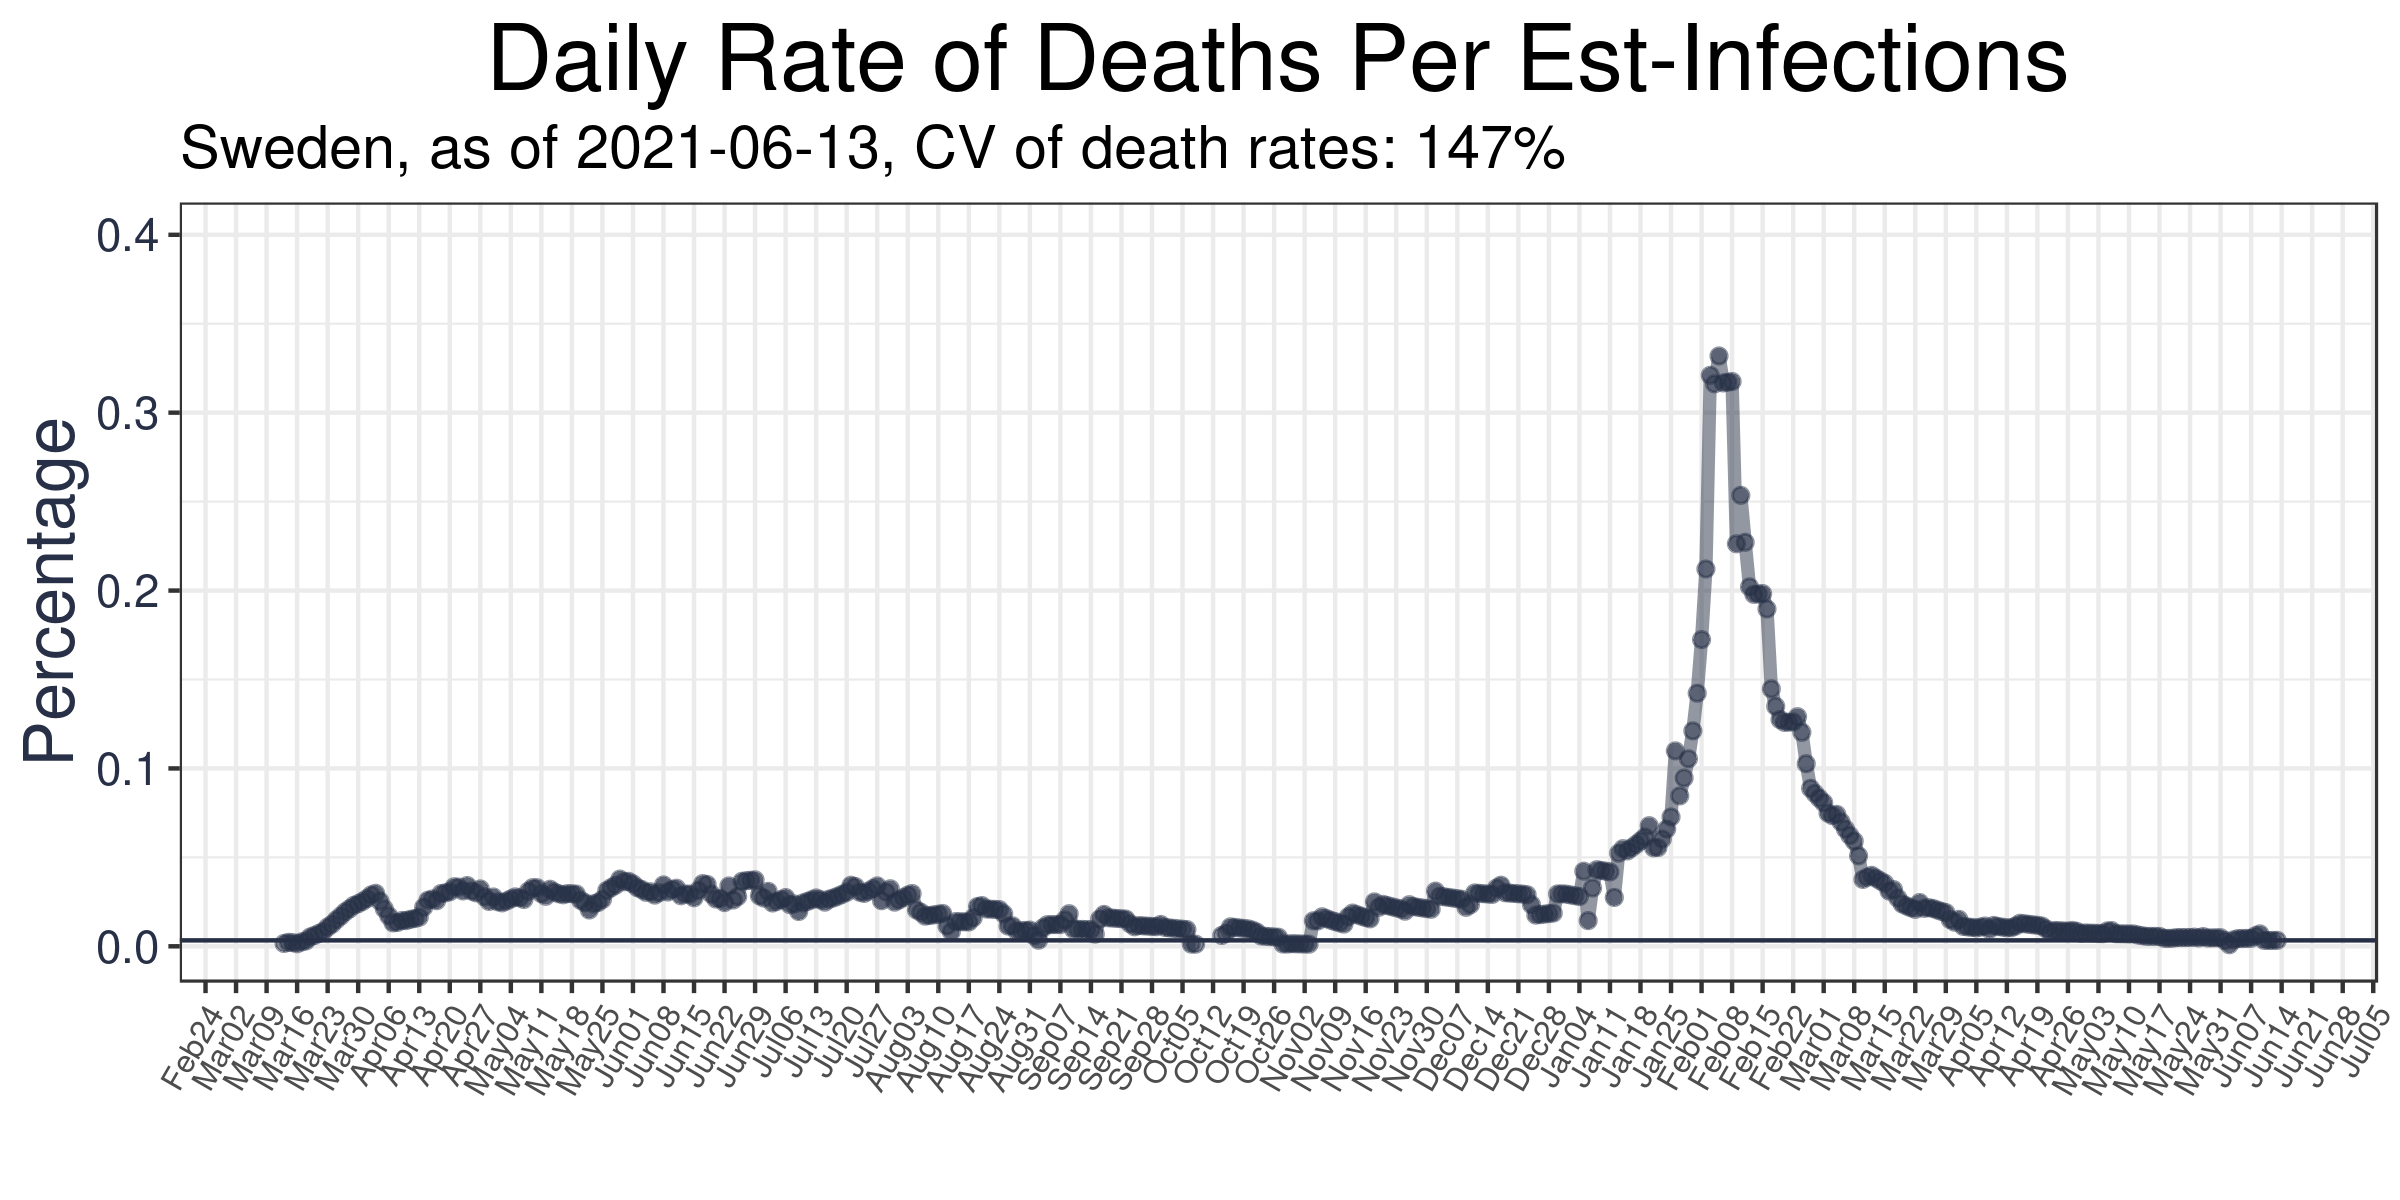 Daily Rate of Deaths Per Est-Infections
Sweden, as of 2021-06-13, CV of death rates: 147%
Percentage
0.4
0.3
0.2
0.1
0.0
Feb24
Mar02
Mar09
Mar16
Mar23
Mar30
Apr06
Apr13
Apr20
Apr27
May04
May11
May18
May25
Jun01
Jun08
Jun15
Jun22
Jun29
Jul06
Jul13
Jul20
Jul27
Aug03
Aug10
Aug17
Aug24
Aug31
Sep07
Sep14
Sep21
Sep28
Oct05
Oct12
Oct19
Oct26
Nov02
Nov09
Nov16
Nov23
Nov30
Dec07
Dec14
Dec21
Dec28
Jan04
Jan11
Jan18
Jan25
Feb01
Feb08
Feb15
Feb22
Mar01
Mar08
Mar15
Mar22
Mar29
Apr05
Apr12
Apr19
Apr26
May03
May10
May17
May24
May31
Jun07
Jun14
Jun21
Jun28
Jul05